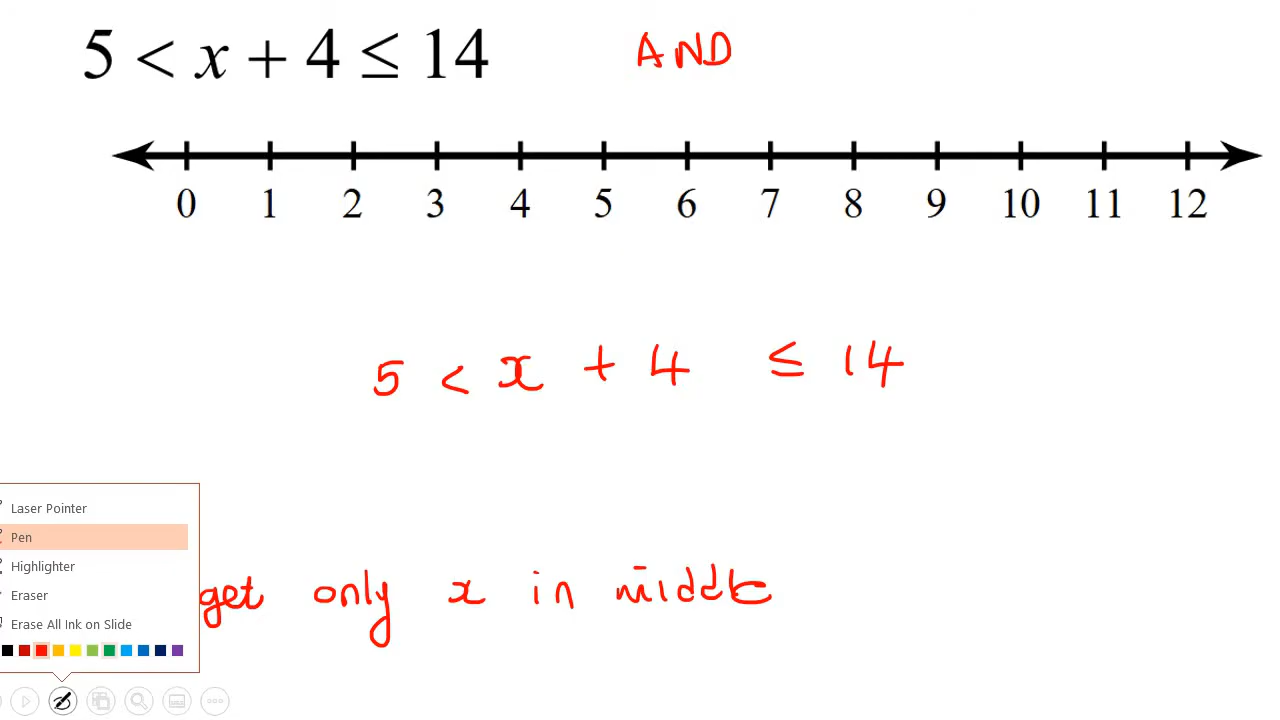 5 < x + 4 ≤ 14
AND
0 1 2 3 4 5 6 7 8 9 10 11 12
5 < x + 4 ≤ 14
Laser Pointer
Pen
Highlighter
Eraser
Erase All Ink on Slide
get only x in middle